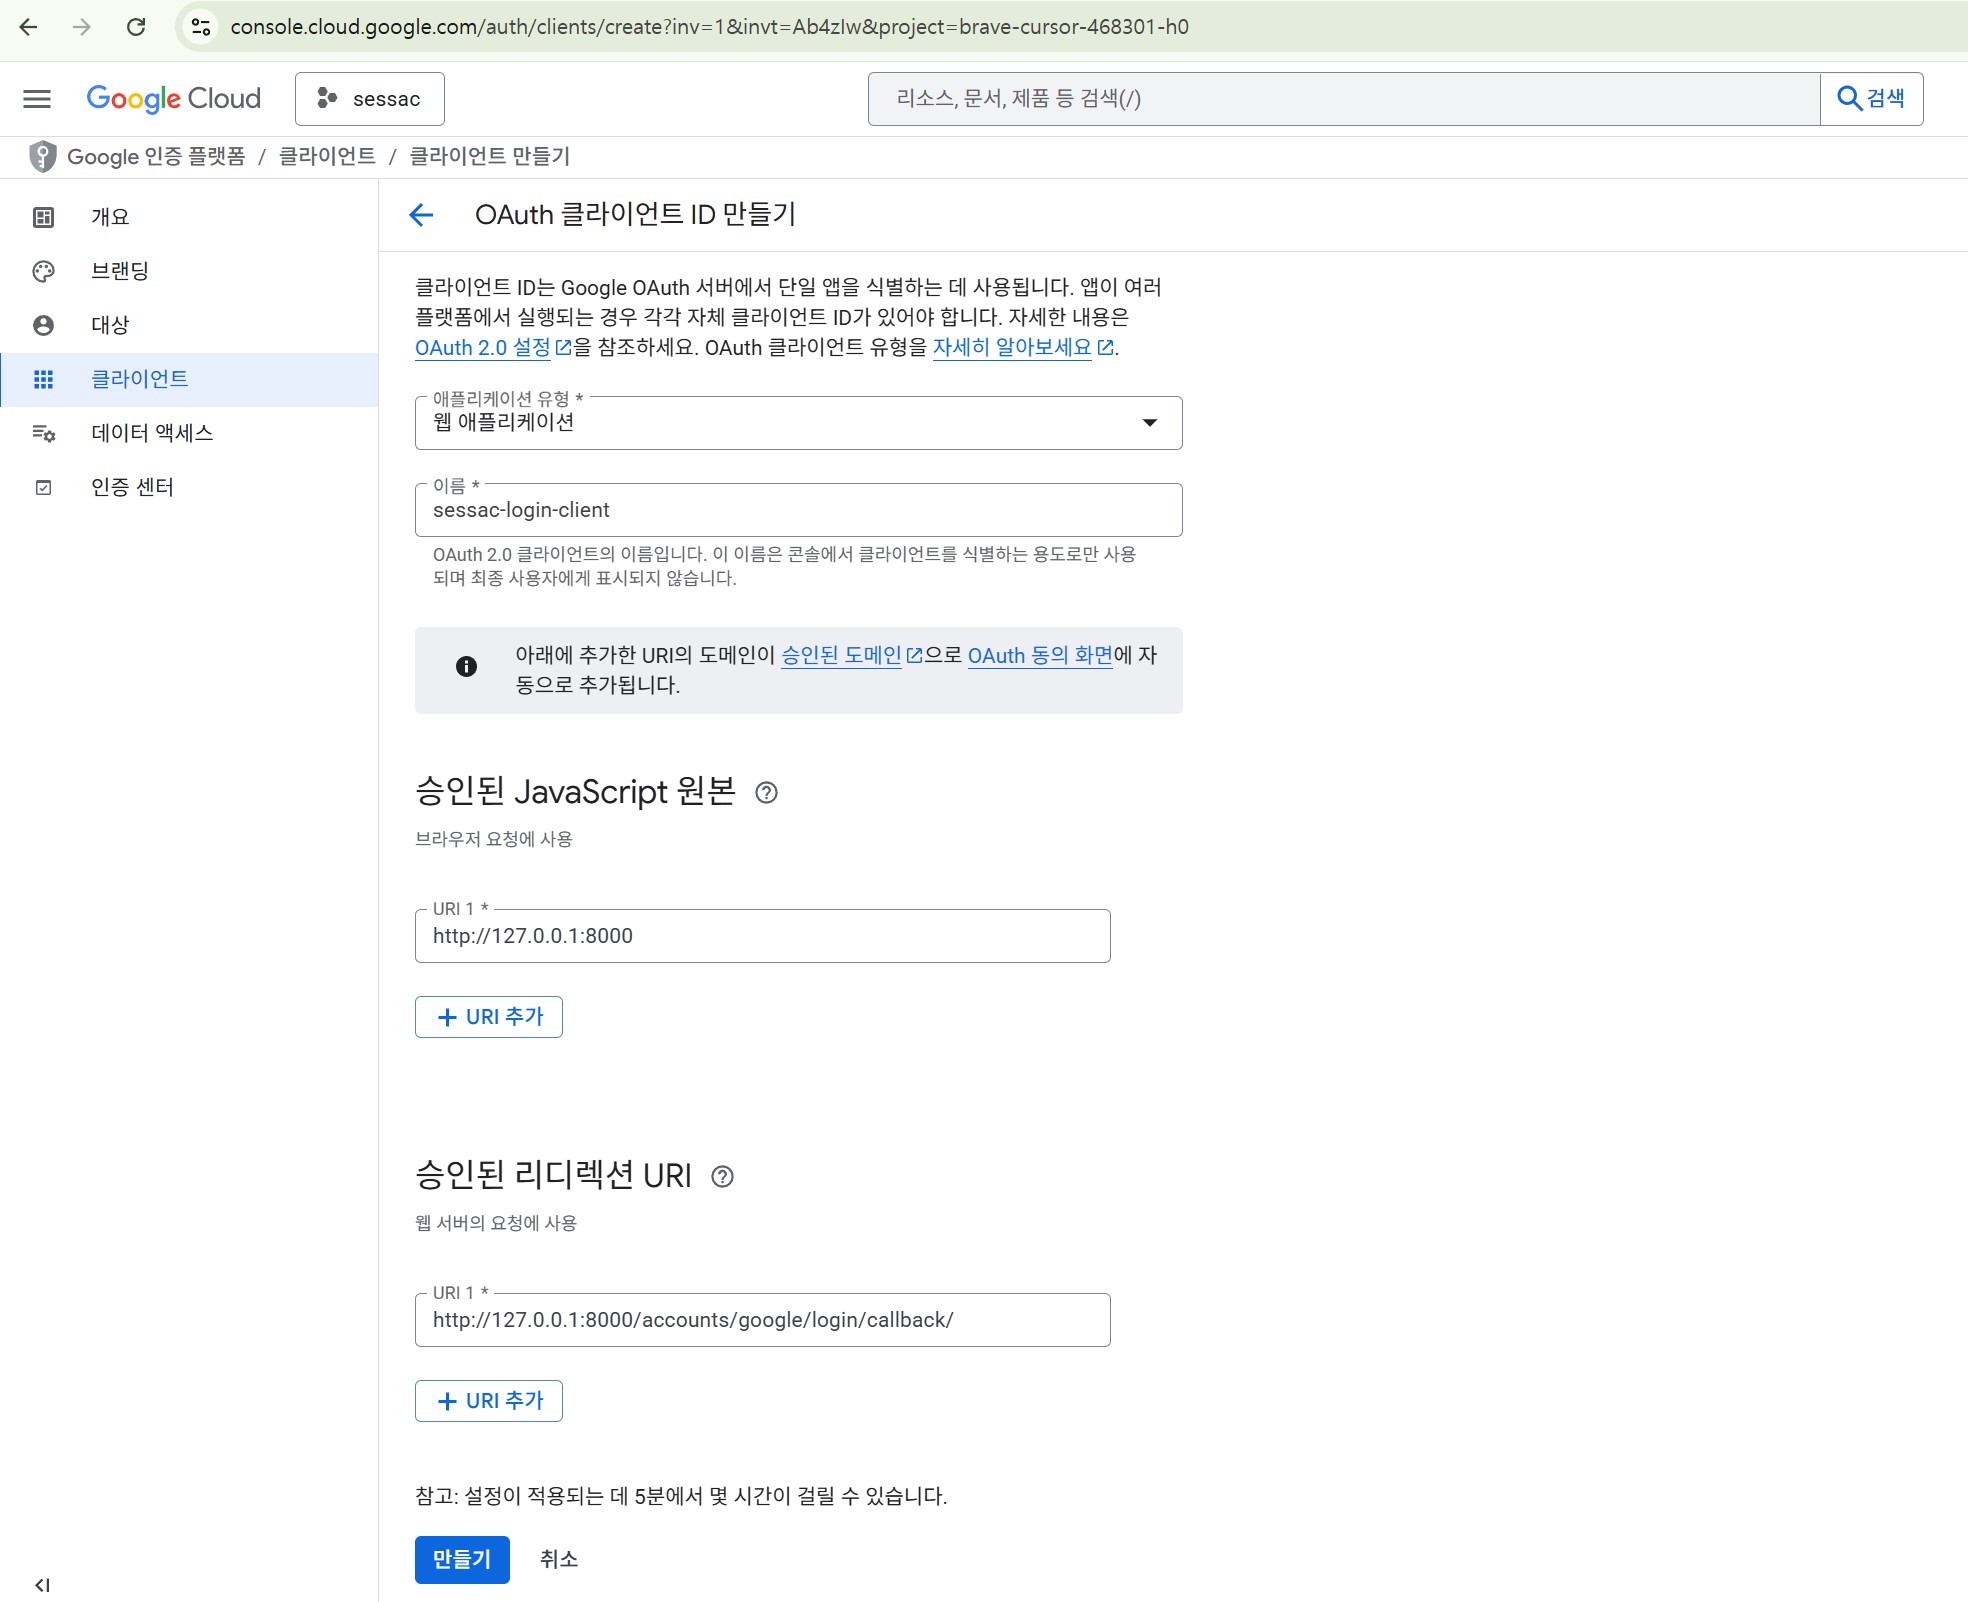 console.cloud.google.com/auth/clients/create?inv=1&invt=Ab4zIw&project=brave-cursor-468301-h0
Google Cloud
sessac
리소스, 문서, 제품 등 검색(/)
검색
Google 인증 플랫폼 / 클라이언트 / 클라이언트 만들기
개요
브랜딩
대상
클라이언트
데이터 액세스
인증 센터
OAuth 클라이언트 ID 만들기
클라이언트 ID는 Google OAuth 서버에서 단일 앱을 식별하는 데 사용됩니다. 앱이 여러
플랫폼에서 실행되는 경우 각각 자체 클라이언트 ID가 있어야 합니다. 자세한 내용은
OAuth 2.0 설정을 참조하세요. OAuth 클라이언트 유형을 자세히 알아보세요.
애플리케이션 유형 *
웹 애플리케이션
이름 *
sessac-login-client
OAuth 2.0 클라이언트의 이름입니다. 이 이름은 콘솔에서 클라이언트를 식별하는 용도로만 사용
되며 최종 사용자에게 표시되지 않습니다.
아래에 추가한 URI의 도메인이 승인된 도메인으로 OAuth 동의 화면에 자
동으로 추가됩니다.
승인된 JavaScript 원본
브라우저 요청에 사용
URI 1 *
http://127.0.0.1:8000
+ URI 추가
승인된 리디렉션 URI
웹 서버의 요청에 사용
URI 1 *
http://127.0.0.1:8000/accounts/google/login/callback/
+ URI 추가
참고: 설정이 적용되는 데 5분에서 몇 시간이 걸릴 수 있습니다.
만들기
취소